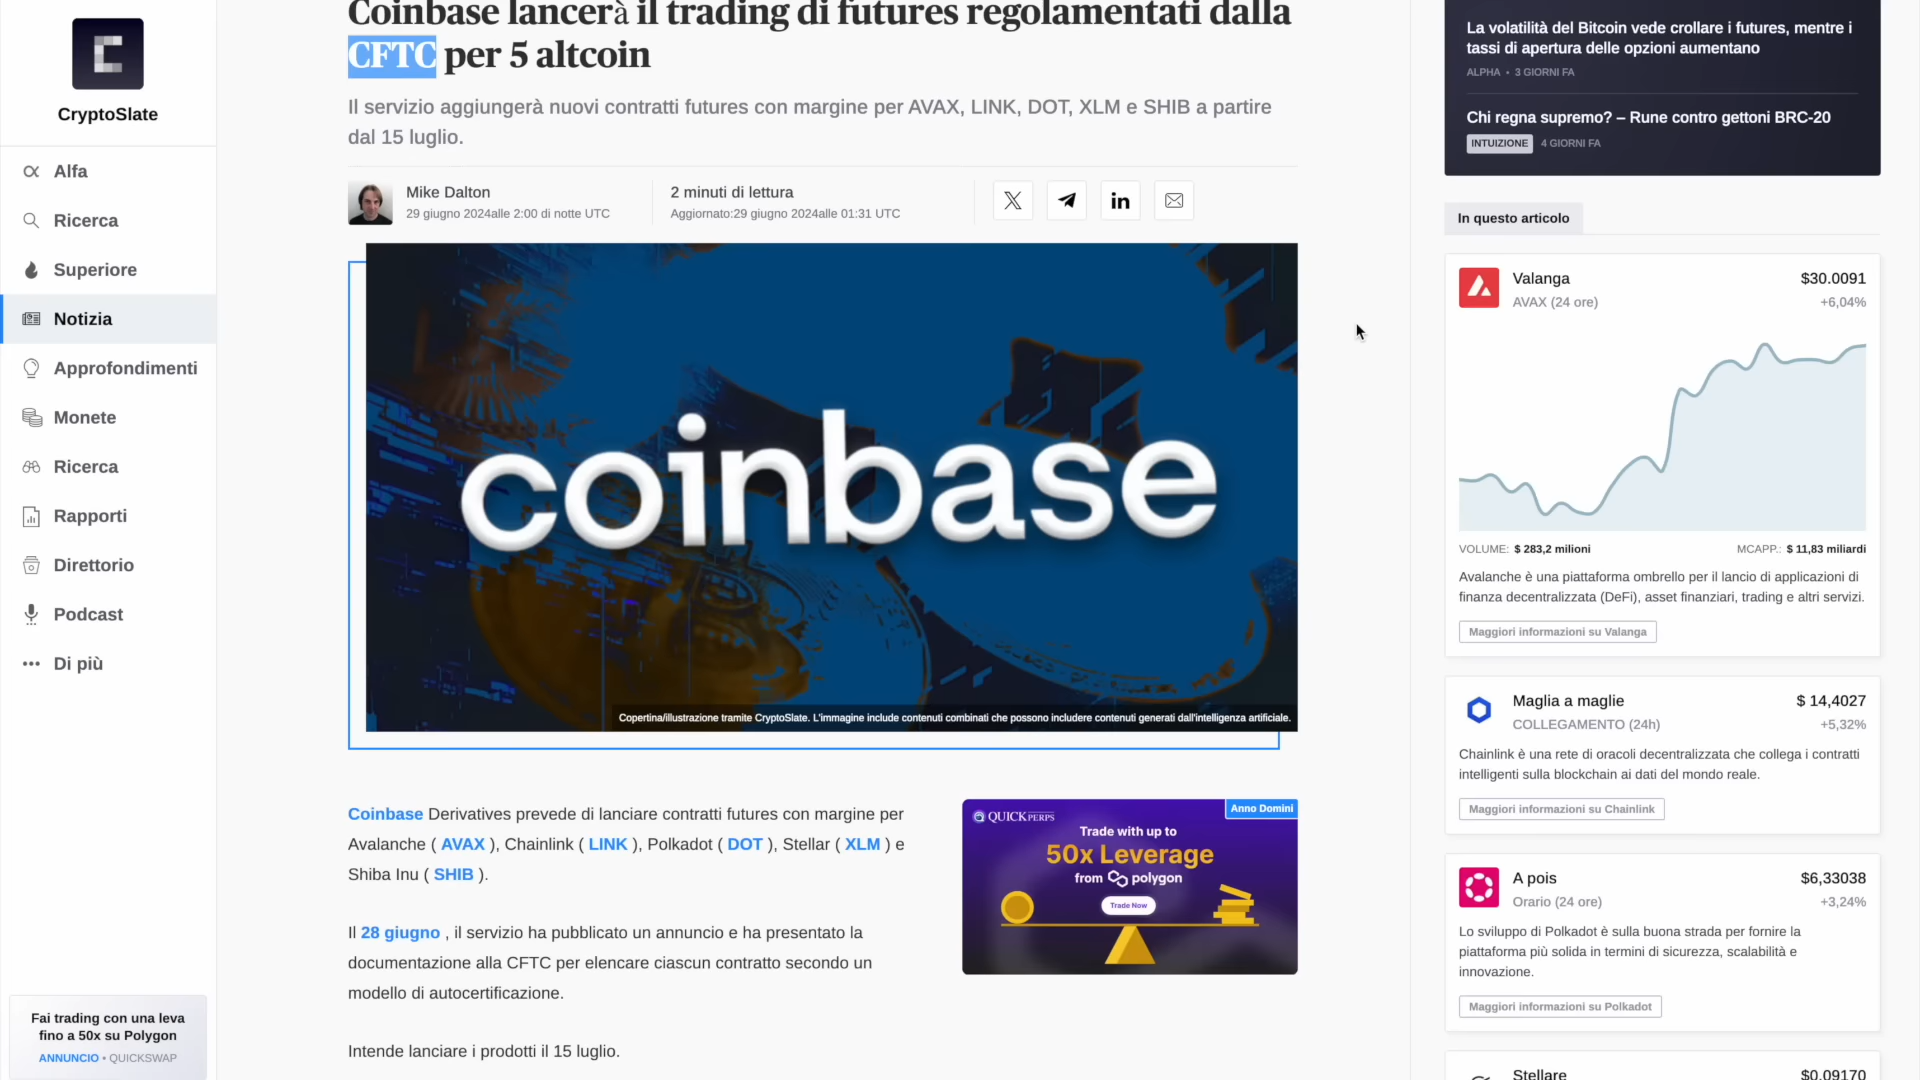 CryptoSlate
Alfa
Ricerca
Superiore
Notizia
Approfondimenti
Monete
Ricerca
Rapporti
Direttorio
Podcast
Di più
Fai trading con una leva
fino a 50x su Polygon
ANNUNCIO • QUICKSWAP
Coinbase lancerà il trading di futures regolamentati dalla
CFTC per 5 altcoin
Il servizio aggiungerà nuovi contratti futures con margine per AVAX, LINK, DOT, XLM e SHIB a partire
dal 15 luglio.
Mike Dalton
29 giugno 2024alle 2:00 di notte UTC
2 minuti di lettura
Aggiornato:29 giugno 2024alle 01:31 UTC
coinbase
Copertina/illustrazione tramite CryptoSlate. L'immagine include contenuti combinati che possono includere contenuti generati dall'intelligenza artificiale.
Coinbase Derivatives prevede di lanciare contratti futures con margine per
Avalanche ( AVAX ), Chainlink ( LINK ), Polkadot ( DOT ), Stellar ( XLM ) e
Shiba Inu ( SHIB ).
Il 28 giugno , il servizio ha pubblicato un annuncio e ha presentato la
documentazione alla CFTC per elencare ciascun contratto secondo un
modello di autocertificazione.
Intende lanciare i prodotti il 15 luglio.
QUICKPERPS
Anno Domini
Trade with up to
50x Leverage
from polygon
Trade Now
La volatilità del Bitcoin vede crollare i futures, mentre i
tassi di apertura delle opzioni aumentano
ALPHA • 3 GIORNI FA
Chi regna supremo? – Rune contro gettoni BRC-20
INTUIZIONE 4 GIORNI FA
In questo articolo
Valanga $30.0091
AVAX (24 ore) +6,04%
VOLUME: $ 283,2 milioni MCAPP.: $ 11,83 miliardi
Avalanche è una piattaforma ombrello per il lancio di applicazioni di
finanza decentralizzata (DeFi), asset finanziari, trading e altri servizi.
Maggiori informazioni su Valanga
Maglia a maglie $ 14,4027
COLLEGAMENTO (24h) +5,32%
Chainlink è una rete di oracoli decentralizzata che collega i contratti
intelligenti sulla blockchain ai dati del mondo reale.
Maggiori informazioni su Chainlink
A pois $6,33038
Orario (24 ore) +3,24%
Lo sviluppo di Polkadot è sulla buona strada per fornire la
piattaforma più solida in termini di sicurezza, scalabilità e
innovazione.
Maggiori informazioni su Polkadot
Stellare $0.09170